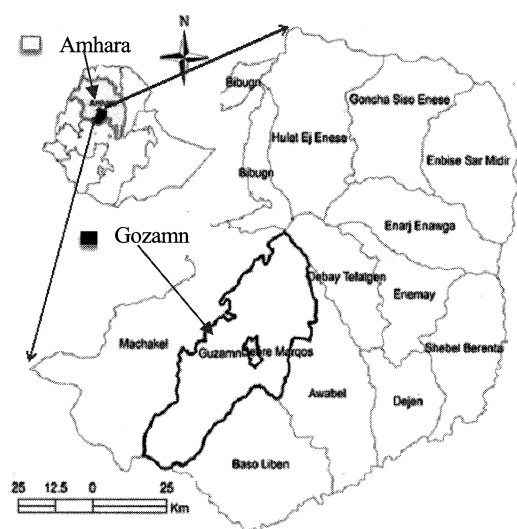 N
Amhara
Amhara
Bibugn
Goncha Siso Enese
Hulet Ej Enese
Enbise Sar Midir
Bibugn
Enarj Enawga
Gozamn
Debay Telatgen
Enemay
Machakel
Guzamn
Debre Marqos
Shebel Berenta
Awabel
Dejen
Baso Liben
25 12.5 0 25
Km